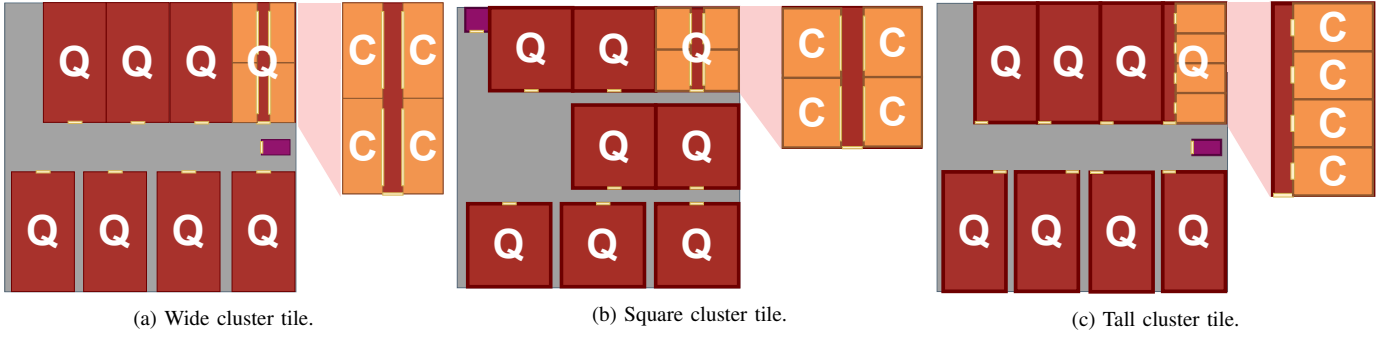 Q Q Q Q
Q Q Q Q
C C
C C
(a) Wide cluster tile.
Q Q Q
Q Q
Q Q Q
C C
C C
(b) Square cluster tile.
Q Q Q Q
Q Q Q Q
C
C
C
C
(c) Tall cluster tile.